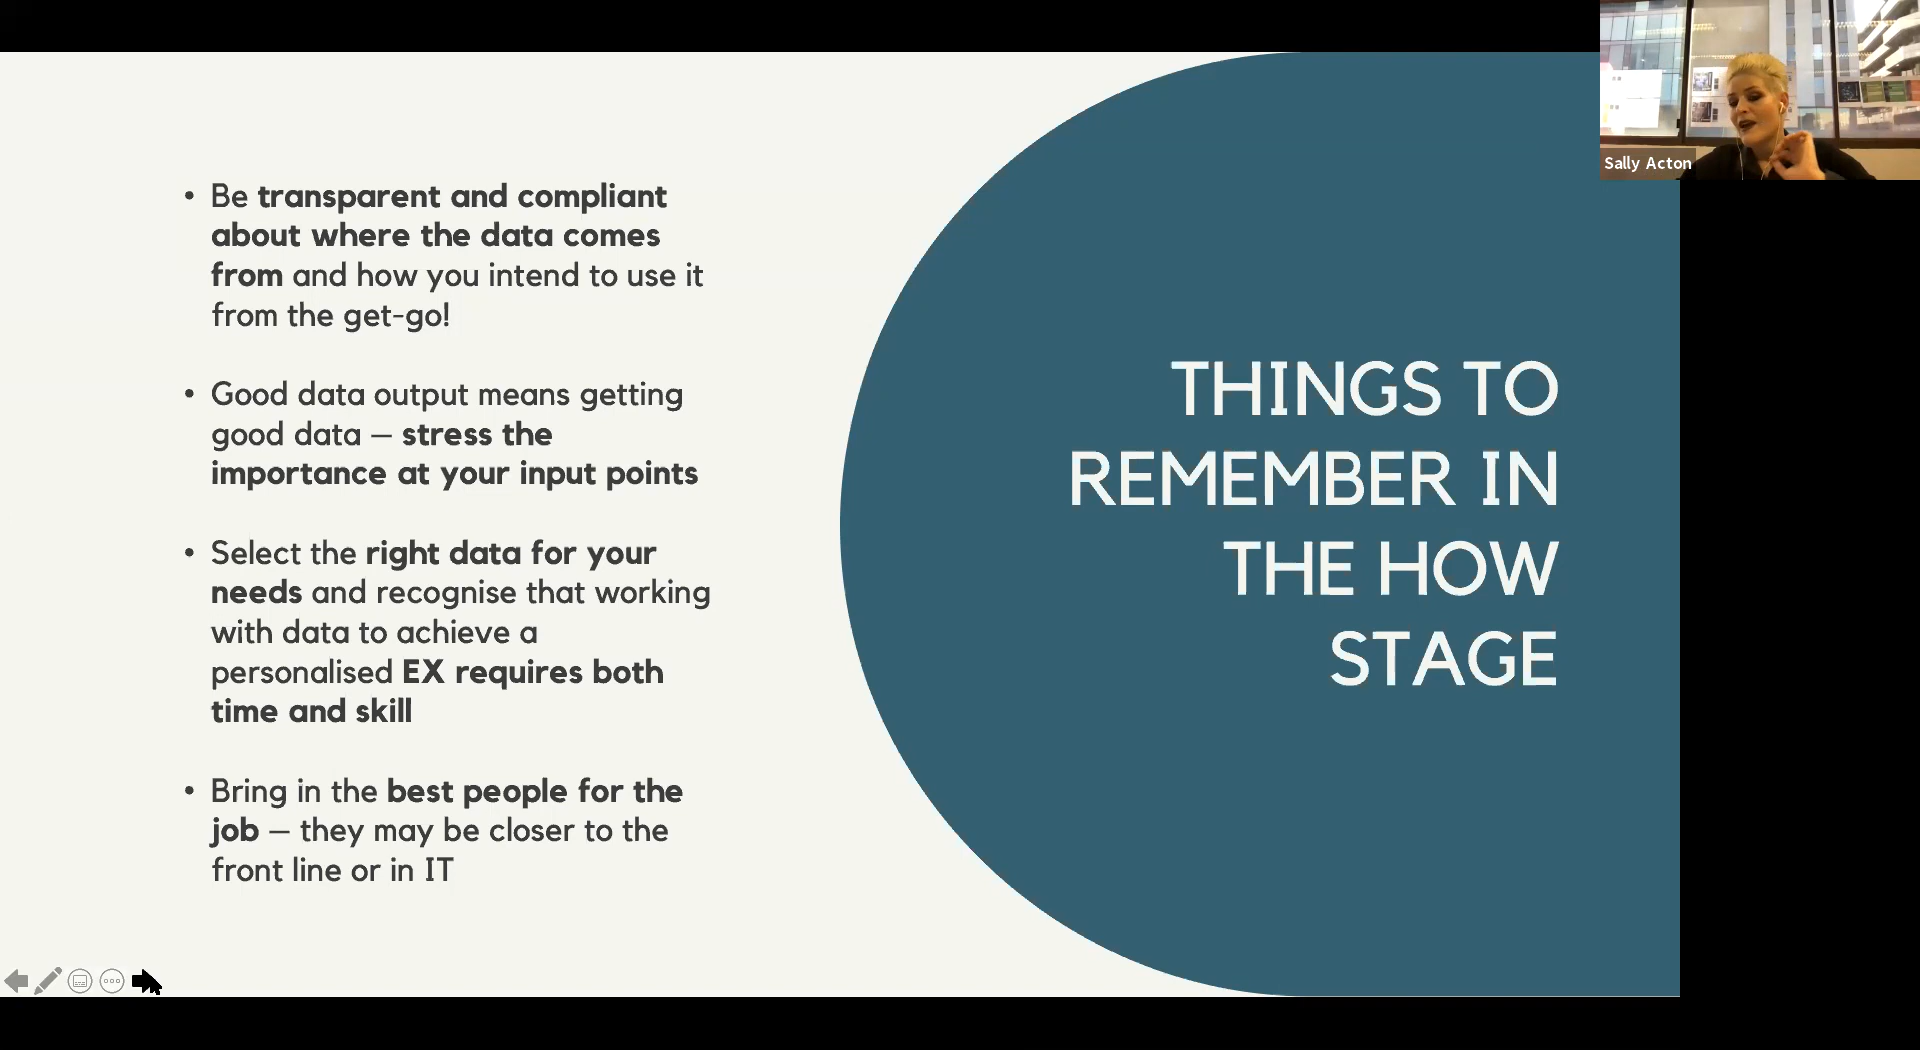 • Be transparent and compliant
about where the data comes
from and how you intend to use it
from the get-go!
• Good data output means getting
good data – stress the
importance at your input points
• Select the right data for your
needs and recognise that working
with data to achieve a
personalised EX requires both
time and skill
• Bring in the best people for the
job – they may be closer to the
front line or in IT
THINGS TO
REMEMBER IN
THE HOW
STAGE
Sally Acton